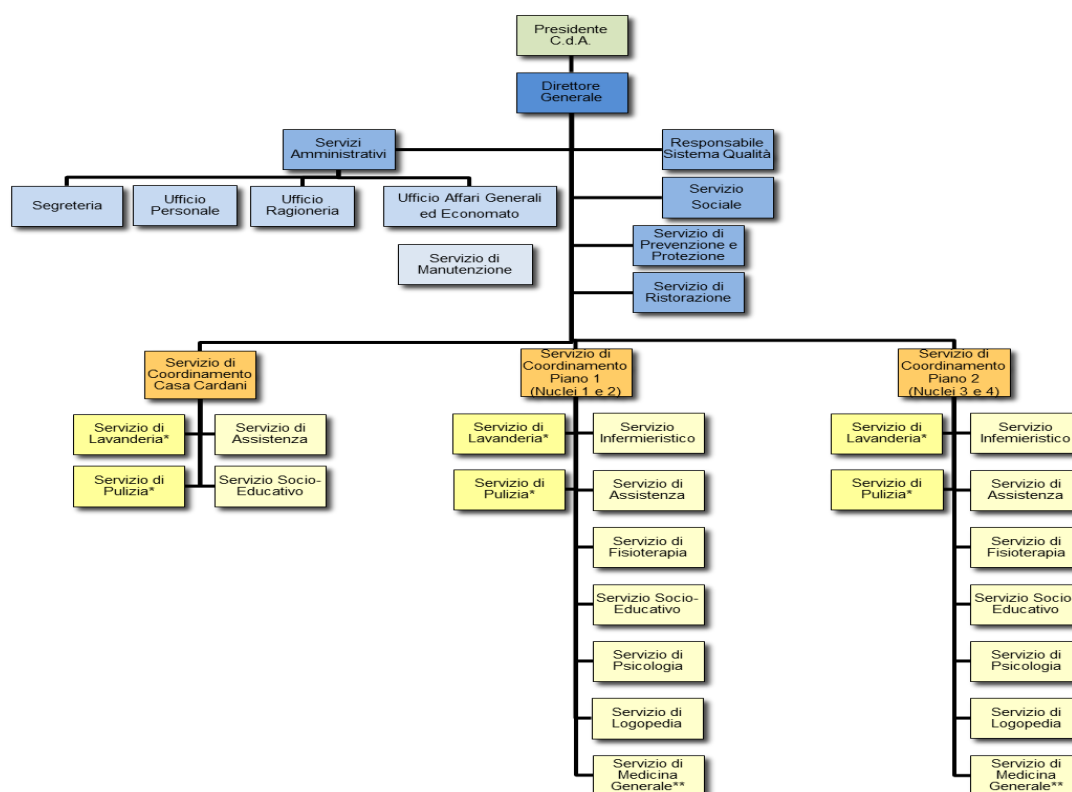 Presidente
C.d.A.
Direttore
Generale
Servizi
Amministrativi
Responsabile
Sistema Qualità
Segreteria
Ufficio
Personale
Ufficio
Ragioneria
Ufficio Affari Generali
ed Economato
Servizio
Sociale
Servizio di
Manutenzione
Servizio di
Prevenzione e
Protezione
Servizio di
Ristorazione
Servizio di
Coordinamento
Casa Cardani
Servizio di
Coordinamento
Piano 1
(Nuclei 1 e 2)
Servizio di
Coordinamento
Piano 2
(Nuclei 3 e 4)
Servizio di
Lavanderia*
Servizio di
Assistenza
Servizio di
Pulizia*
Servizio Socio-
Educativo
Servizio di
Lavanderia*
Servizio
Infermieristico
Servizio di
Pulizia*
Servizio di
Assistenza
Servizio di
Fisioterapia
Servizio Socio-
Educativo
Servizio di
Psicologia
Servizio di
Logopedia
Servizio di
Medicina
Generale**
Servizio di
Lavanderia*
Servizio
Infemieristico
Servizio di
Pulizia*
Servizio di
Assistenza
Servizio di
Fisioterapia
Servizio Socio-
Educativo
Servizio di
Psicologia
Servizio di
Logopedia
Servizio di
Medicina
Generale**